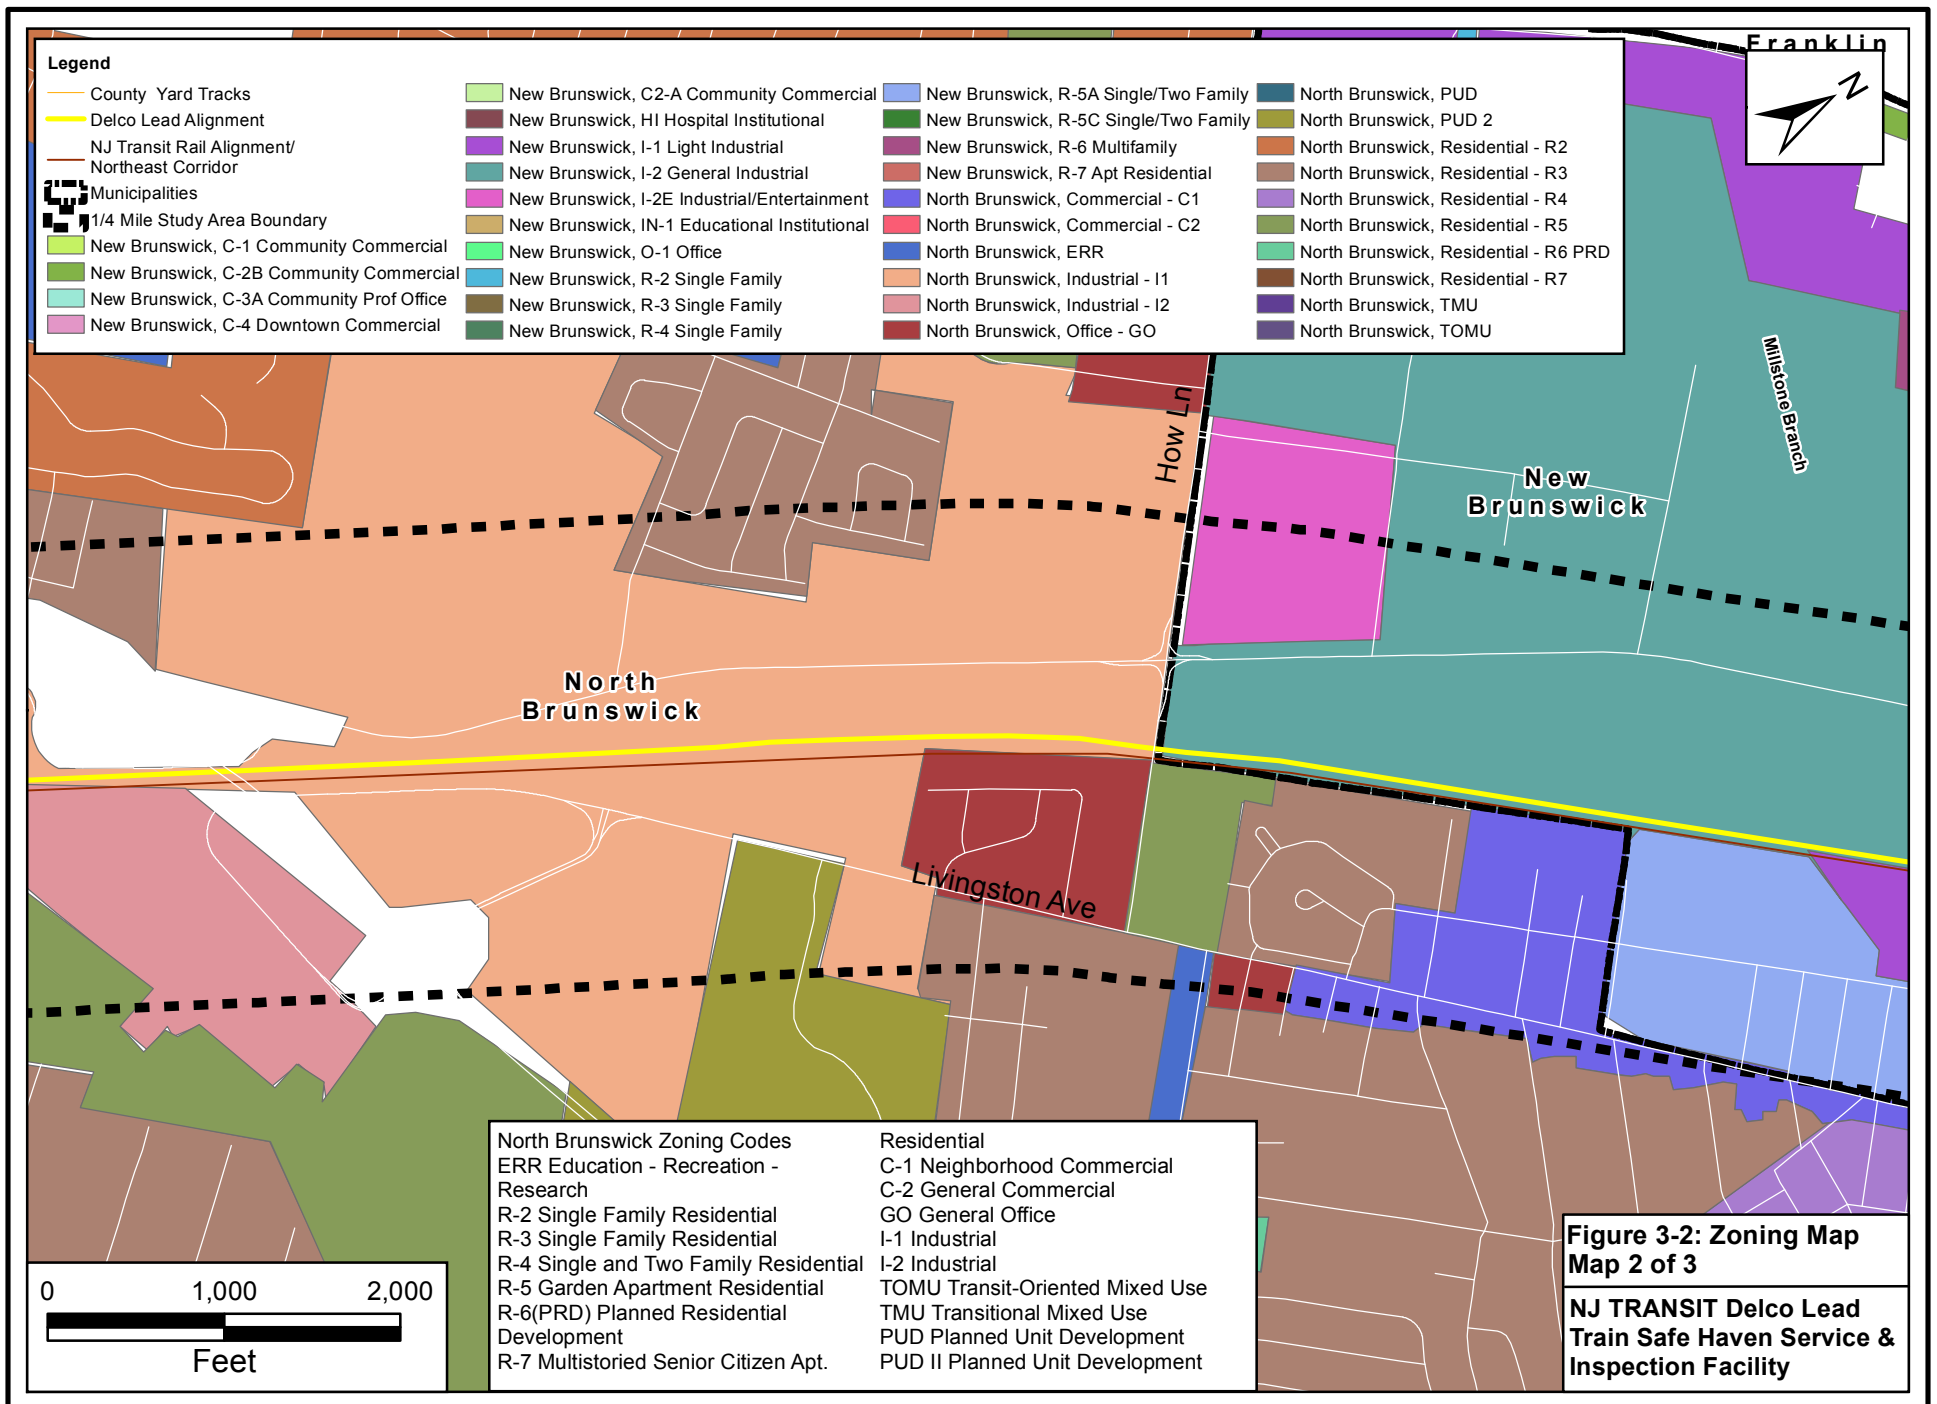 Franklin
N
Legend
County Yard Tracks
Delco Lead Alignment
NJ Transit Rail Alignment/
Northeast Corridor
Municipalities
1/4 Mile Study Area Boundary
New Brunswick, C-1 Community Commercial
New Brunswick, C-2B Community Commercial
New Brunswick, C-3A Community Prof Office
New Brunswick, C-4 Downtown Commercial
New Brunswick, C2-A Community Commercial
New Brunswick, HI Hospital Institutional
New Brunswick, I-1 Light Industrial
New Brunswick, I-2 General Industrial
New Brunswick, I-2E Industrial/Entertainment
New Brunswick, IN-1 Educational Institutional
New Brunswick, O-1 Office
New Brunswick, R-2 Single Family
New Brunswick, R-3 Single Family
New Brunswick, R-4 Single Family
New Brunswick, R-5A Single/Two Family
New Brunswick, R-5C Single/Two Family
New Brunswick, R-6 Multifamily
New Brunswick, R-7 Apt Residential
North Brunswick, Commercial - C1
North Brunswick, Commercial - C2
North Brunswick, ERR
North Brunswick, Industrial - I1
North Brunswick, Industrial - I2
North Brunswick, Office - GO
North Brunswick, PUD
North Brunswick, PUD 2
North Brunswick, Residential - R2
North Brunswick, Residential - R3
North Brunswick, Residential - R4
North Brunswick, Residential - R5
North Brunswick, Residential - R6 PRD
North Brunswick, Residential - R7
North Brunswick, TMU
North Brunswick, TOMU
Millstone Branch
How Ln
New
Brunswick
North
Brunswick
Livingston Ave
North Brunswick Zoning Codes
ERR Education - Recreation -
Research
R-2 Single Family Residential
R-3 Single Family Residential
R-4 Single and Two Family Residential
R-5 Garden Apartment Residential
R-6(PRD) Planned Residential
Development
R-7 Multistoried Senior Citizen Apt.
Residential
C-1 Neighborhood Commercial
C-2 General Commercial
GO General Office
I-1 Industrial
I-2 Industrial
TOMU Transit-Oriented Mixed Use
TMU Transitional Mixed Use
PUD Planned Unit Development
PUD II Planned Unit Development
0 1,000 2,000
Feet
Figure 3-2: Zoning Map
Map 2 of 3
NJ TRANSIT Delco Lead
Train Safe Haven Service &
Inspection Facility